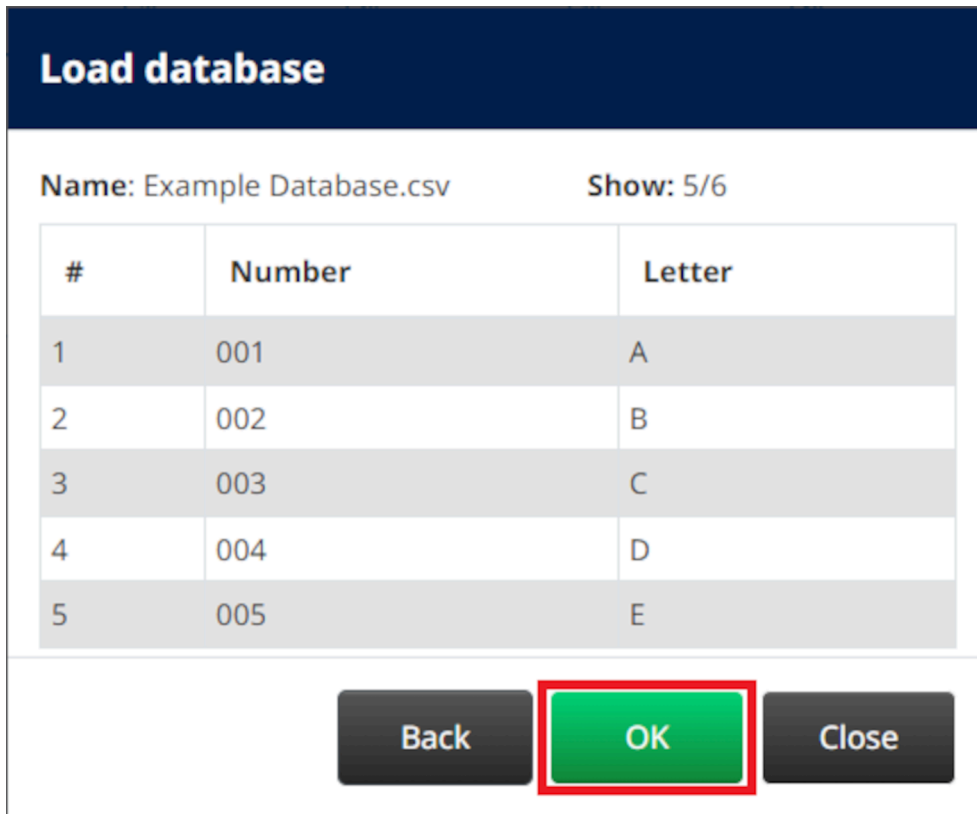 Load database
Name: Example Database.csv Show: 5/6
# Number Letter
1 001 A
2 002 B
3 003 C
4 004 D
5 005 E
Back OK Close